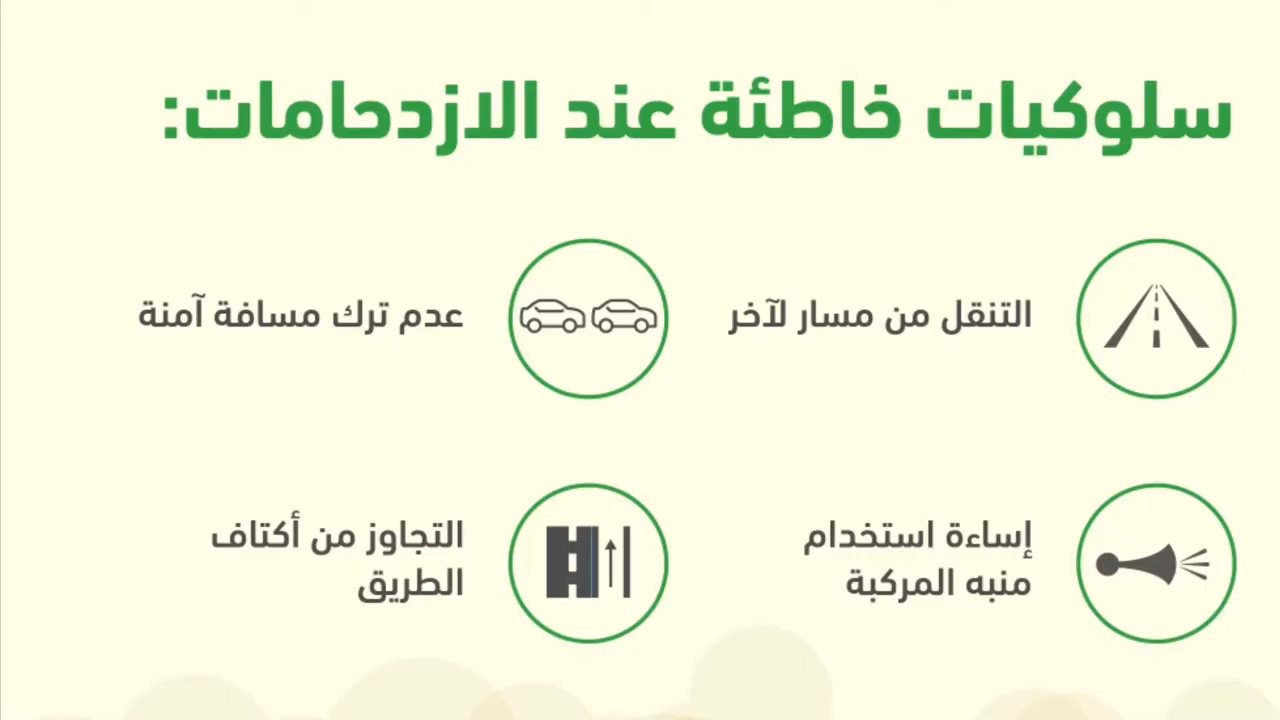 سلوكيات خاطئة عند الازدحامات:
التنقل من مسار لآخر
عدم ترك مسافة آمنة
إساءة استخدام
منبه المركبة
التجاوز من أكتاف
الطريق